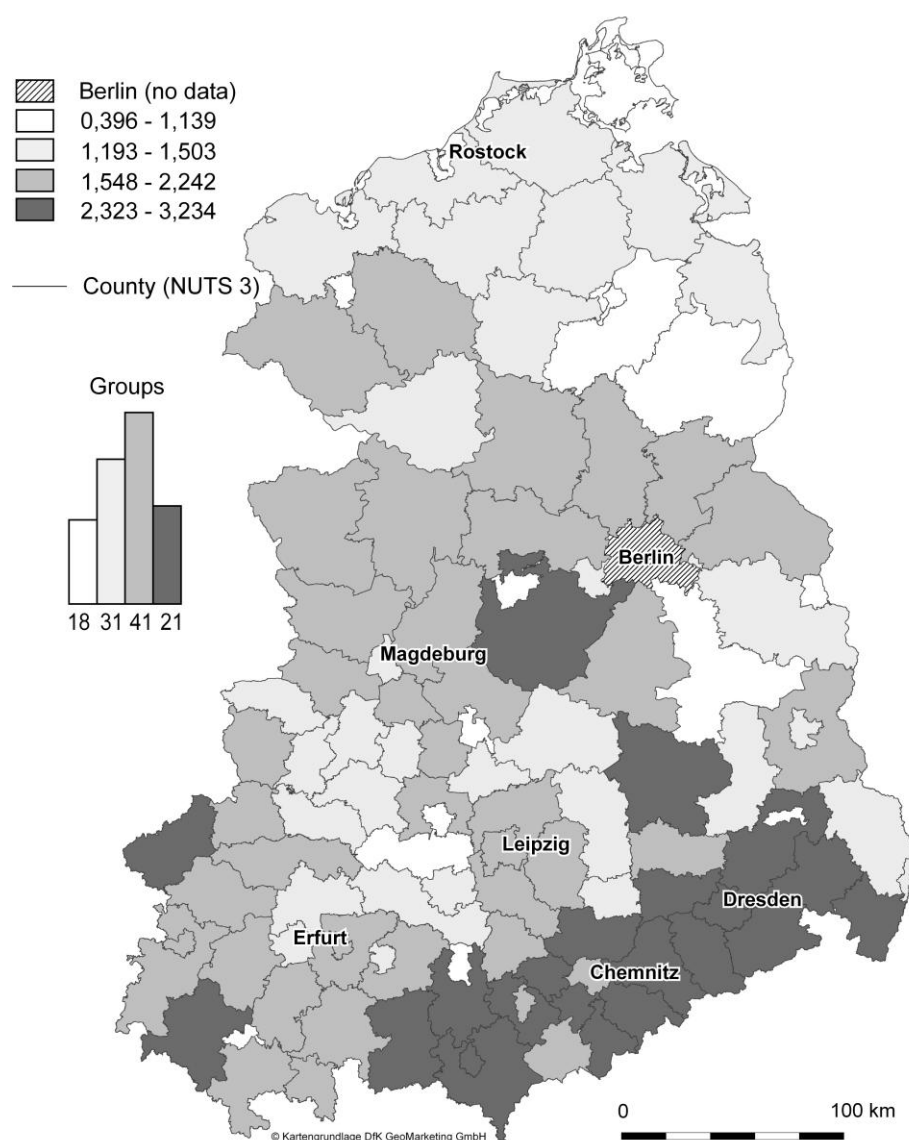 Berlin (no data)
0,396 - 1,139
1,193 - 1,503
1,548 - 2,242
2,323 - 3,234
County (NUTS 3)
Groups
18 31 41 21
Rostock
Berlin
Magdeburg
Leipzig
Dresden
Erfurt
Chemnitz
0 100 km
© Kartengrundlage DfK GeoMarketing GmbH